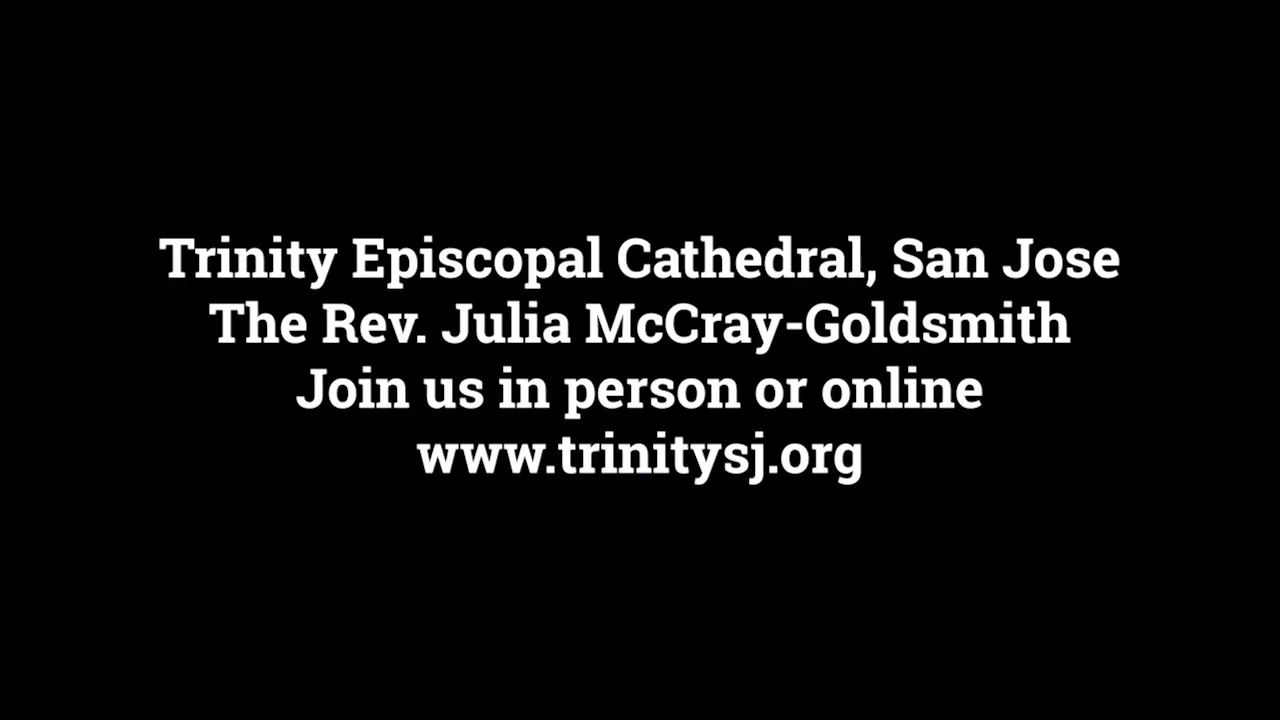 Trinity Episcopal Cathedral, San Jose
The Rev. Julia McCray-Goldsmith
Join us in person or online
www.trinitysj.org